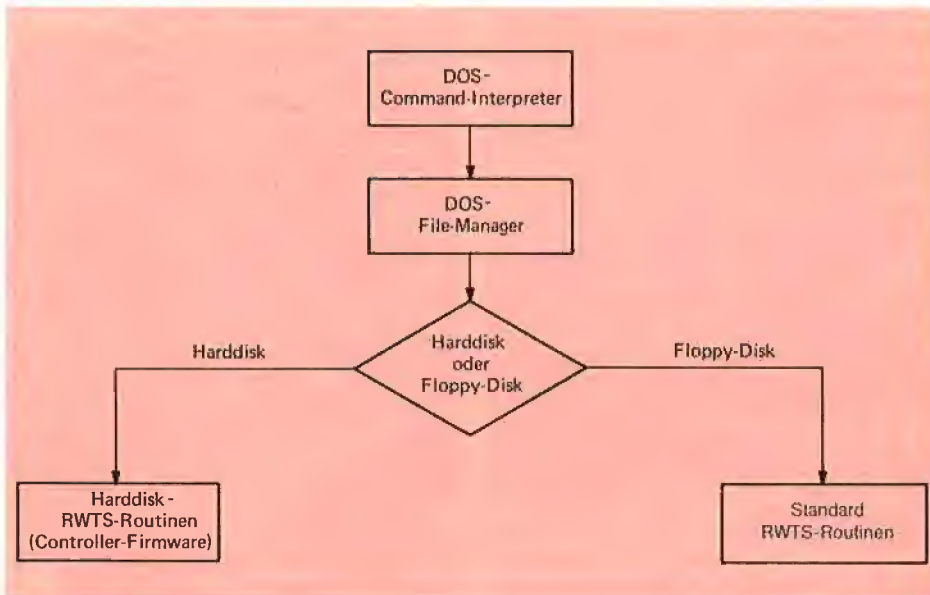 DOS-
Command-Interpreter
DOS-
File-Manager
Harddisk
Harddisk
oder
Floppy-Disk
Floppy-Disk
Harddisk -
RWTS-Routinen
(Controller-Firmware)
Standard
RWTS-Routinen